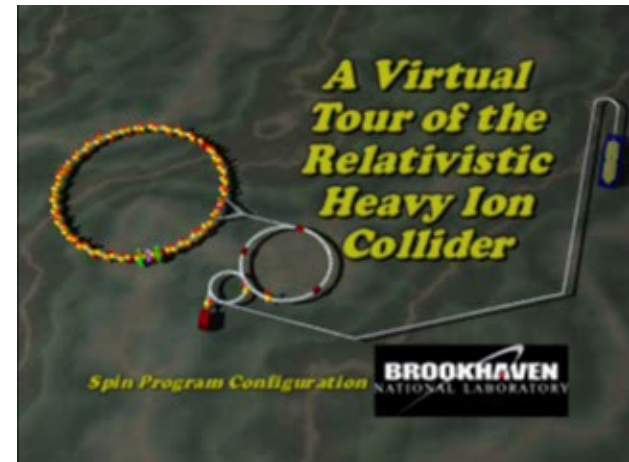 A Virtual
Tour of the
Relativistic
Heavy Ion
Collider
Spin Program Configuration
BROOKHAVEN
NATIONAL LABORATORY